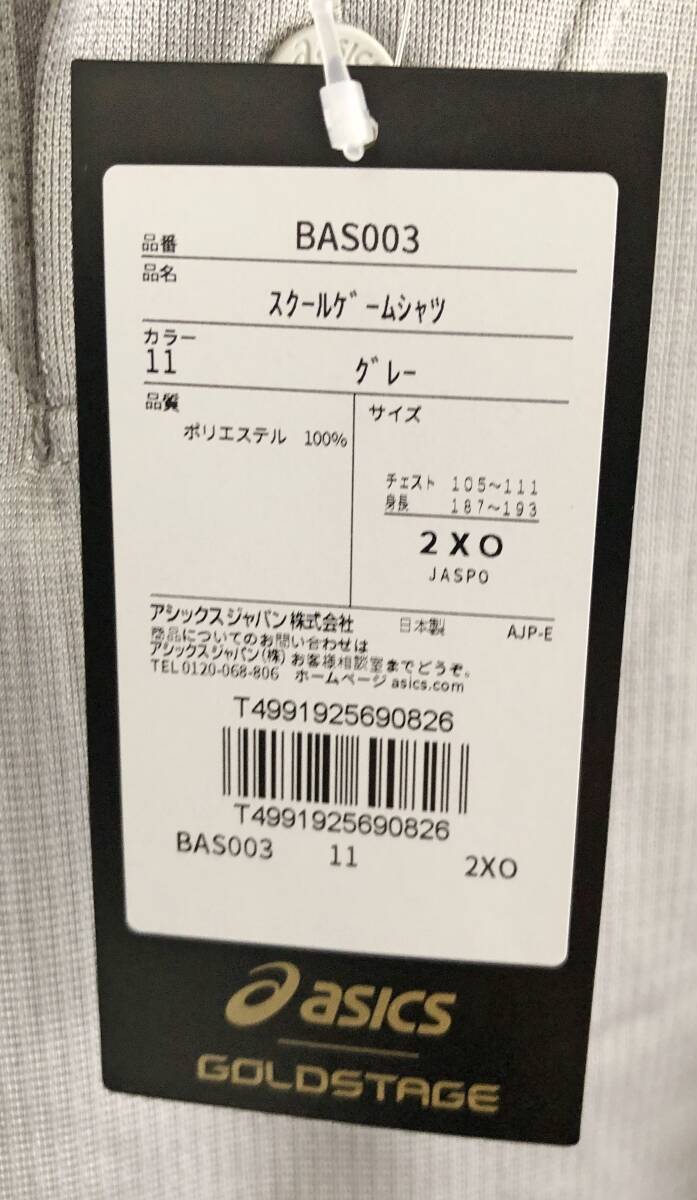 asics
品番 BAS003
品名
スクールゲームシャツ
カラー
11 グレー
品質
ポリエステル 100%
サイズ
チェスト 105~111
身長 187~193
2XO
JASPO
アシックスジャパン株式会社 日本製 AJP-E
商品についてのお問い合わせは
アシックスジャパン(株)お客様相談室までどうぞ。
TEL0120-068-806 ホームページasics.com
T4991925690826
T4991925690826
BAS003 11 2XO
asics
GOLDSTAGE